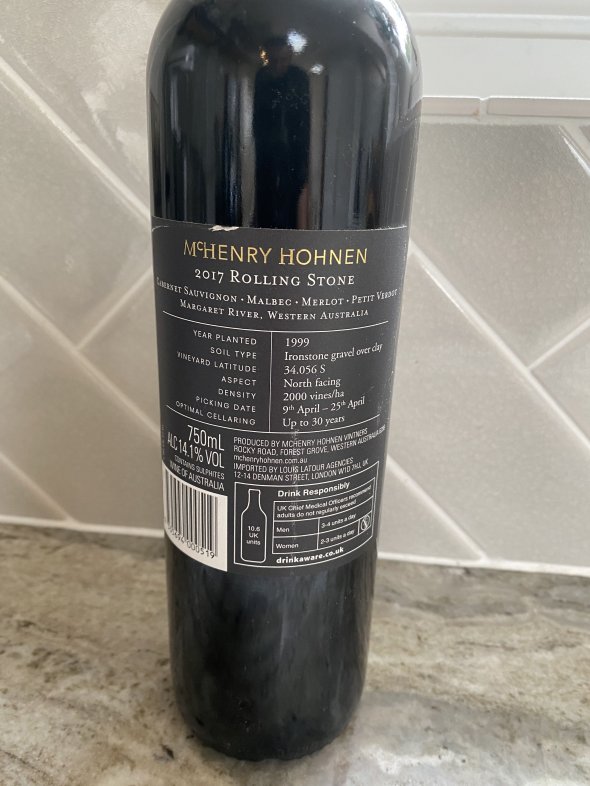 McHENRY HOHNEN
2017 ROLLING STONE
CABERNET SAUVIGNON • MALBEC • MERLOT • PETIT VERDOT
MARGARET RIVER, WESTERN AUSTRALIA
YEAR PLANTED 1999
SOIL TYPE Ironstone gravel over clay
VINEYARD LATITUDE 34.056 S
ASPECT North facing
DENSITY 2000 vines/ha
PICKING DATE 9th April – 25th April
OPTIMAL CELLARING Up to 30 years
750mL
ALC 14.1% VOL
CONTAINS SULPHITES
WINE OF AUSTRALIA
PRODUCED BY MCHENRY HOHNEN VINTNERS
ROCKY ROAD, FOREST GROVE, WESTERN AUSTRALIA 6286
mchenryhohnen.com.au
IMPORTED BY LOUIS LATOUR AGENCIES
12-14 DENMAN STREET, LONDON W1D 7HJ, UK
Drink Responsibly
UK Chief Medical Officers recommend
adults do not regularly exceed
Men 3-4 units a day
Women 2-3 units a day
drinkaware.co.uk
10.6
UK
units
000519